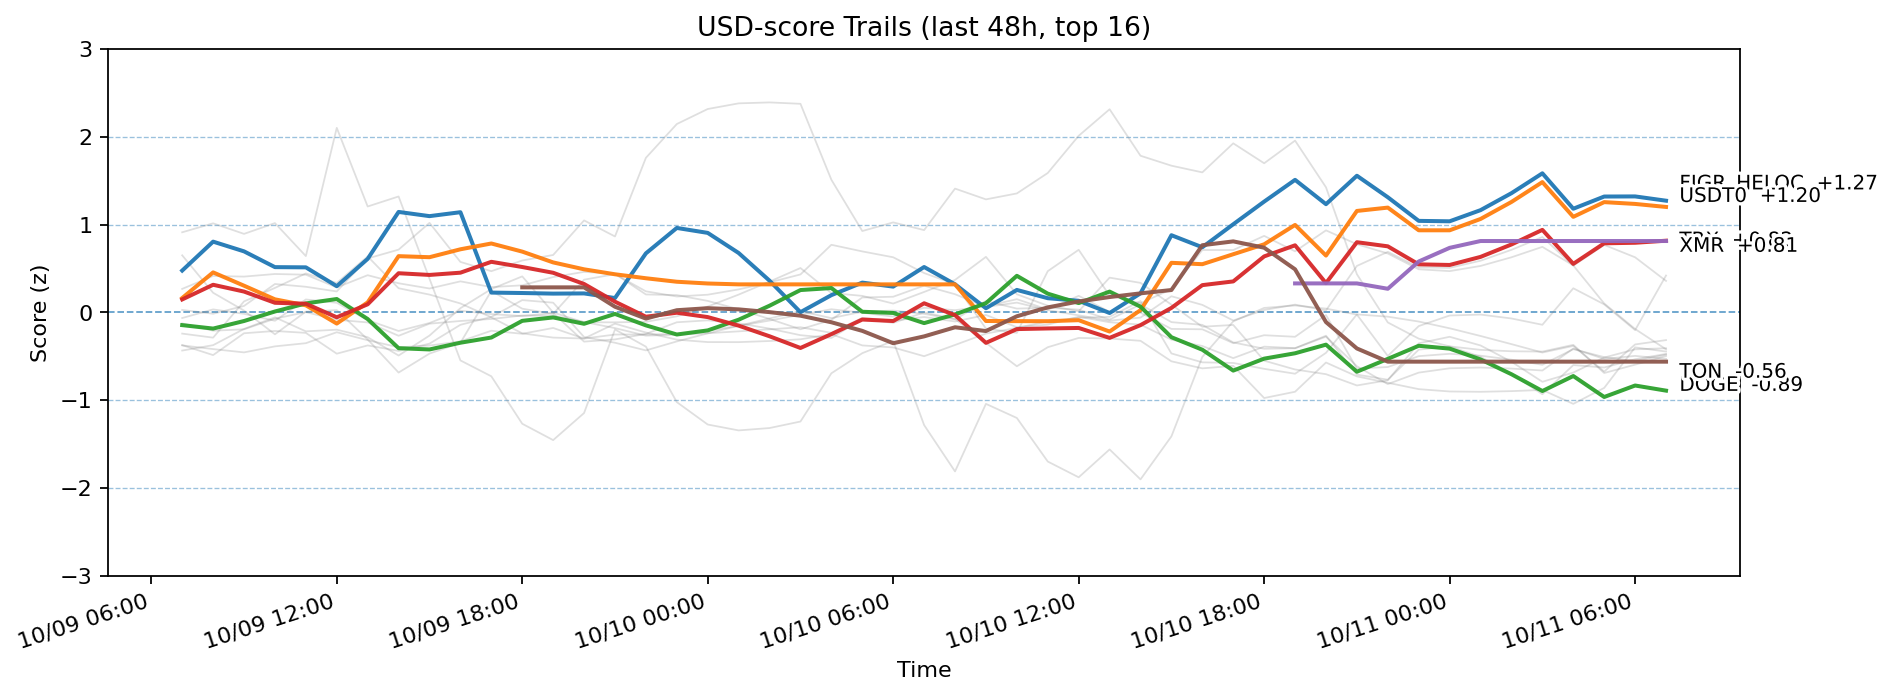 USD-score Trails (last 48h, top 16)
Score (z)
3
2
1
0
−1
−2
−3
FIGR_HELOC +1.27
USDT0 +1.20
XMR +0.81
TON -0.56
DOGE -0.89
10/09 06:00
10/09 12:00
10/09 18:00
10/10 00:00
10/10 06:00
10/10 12:00
10/10 18:00
10/11 00:00
10/11 06:00
Time